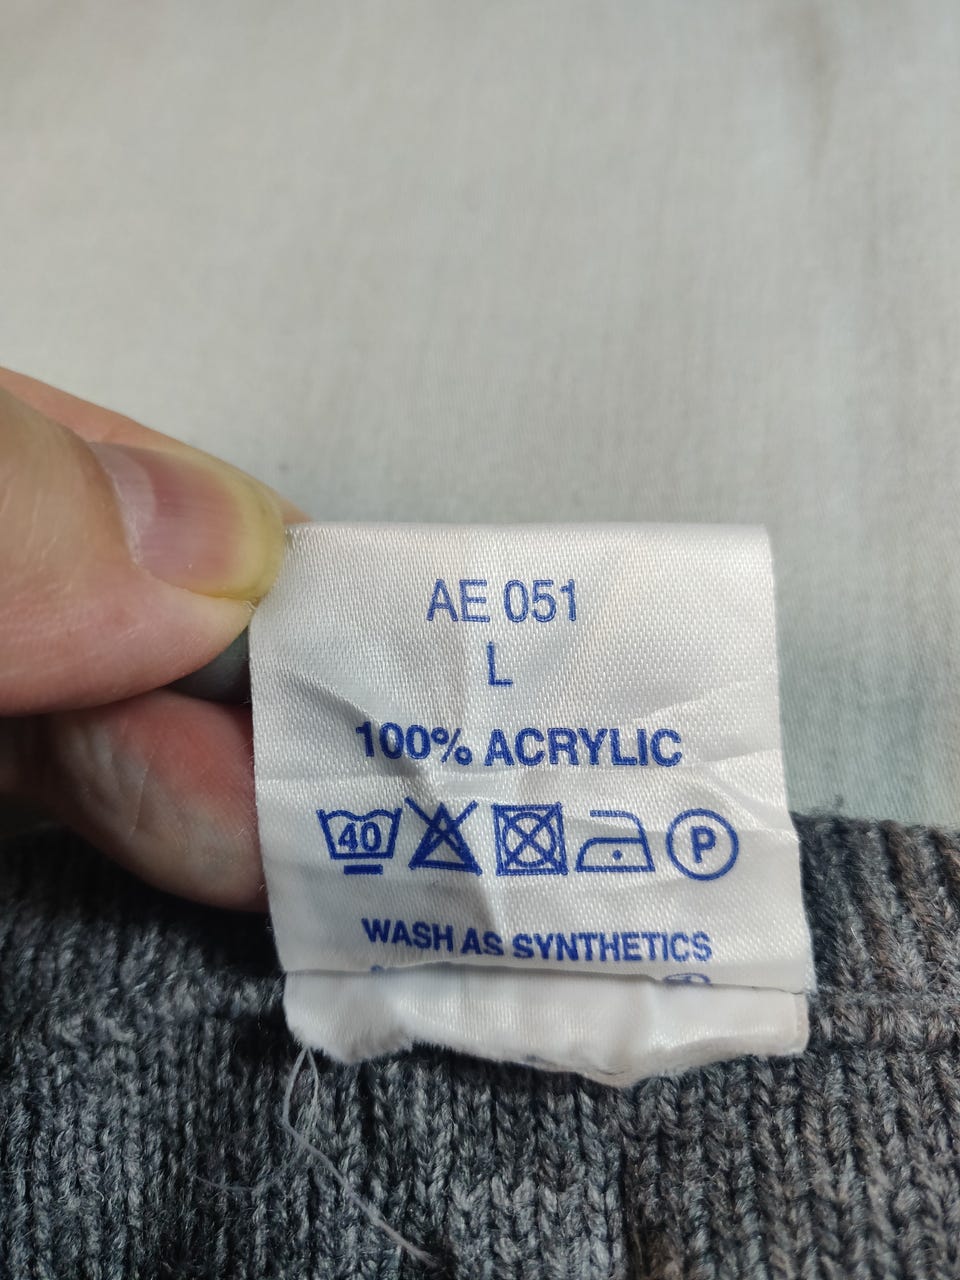 AE 051
L
100% ACRYLIC
40 P
WASH AS SYNTHETICS